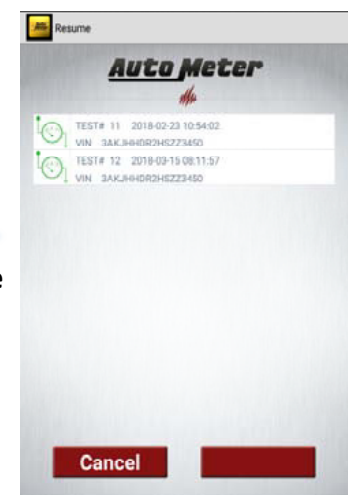 Resume
Auto Meter
TEST# 11 2018-02-23 10:54:02
VIN 3AKJHHDR2HSZZ3450
TEST# 12 2018-03-15 08:11:57
VIN 3AKJHHDR2HSZZ3450
e
Cancel